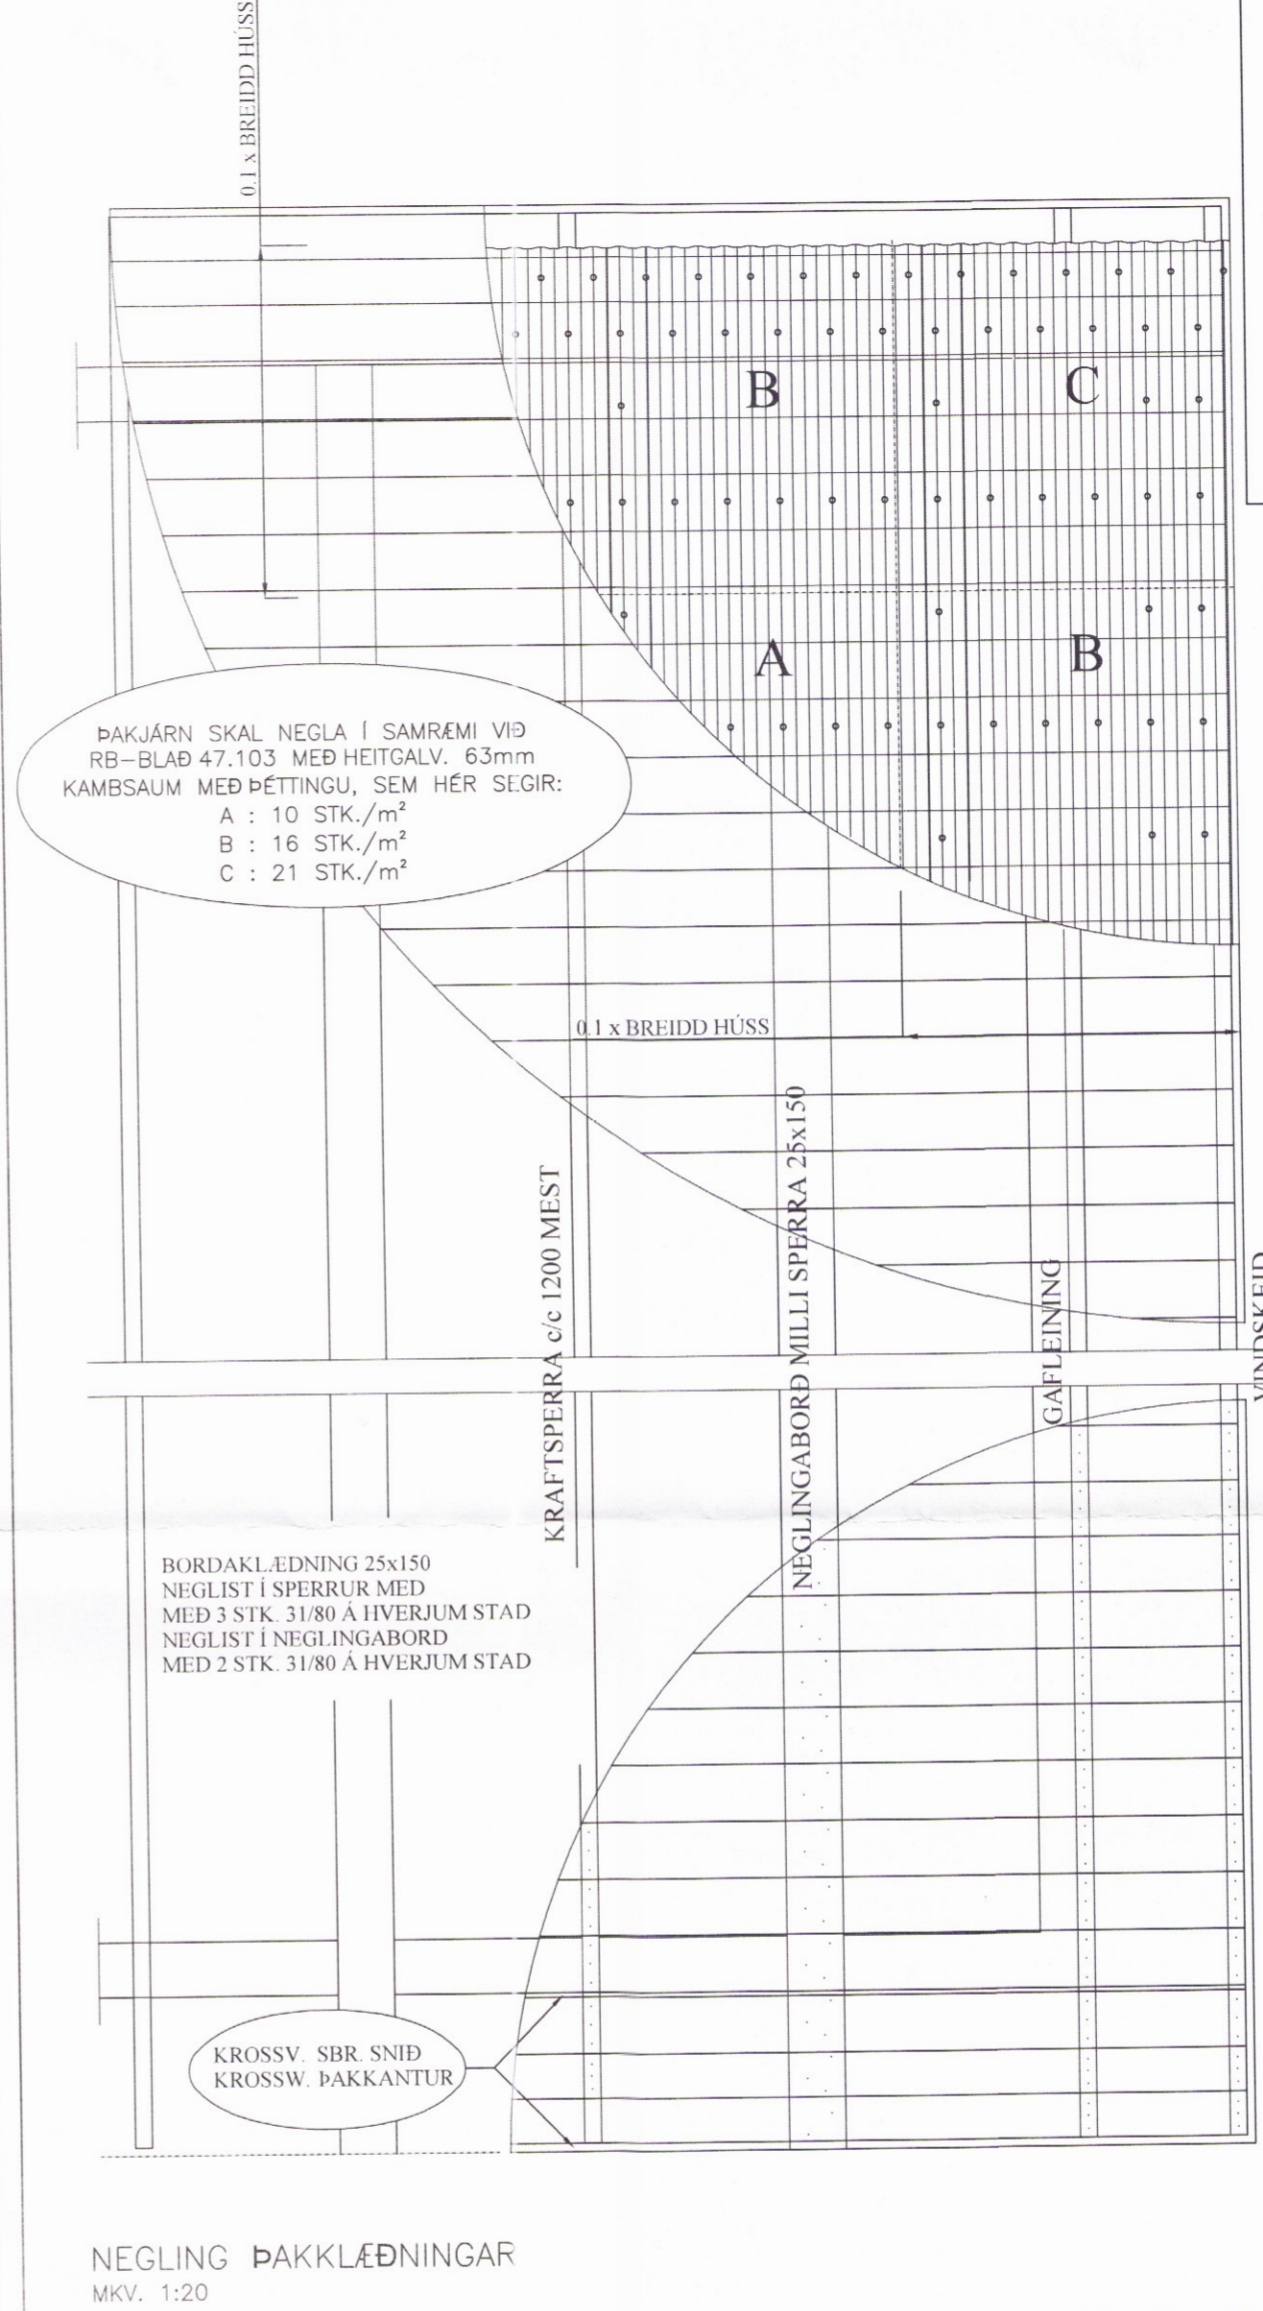 0.1 x BREIDD HÚSS
B
C
A
B
ÞAKJÁRN SKAL NEGLA Í SAMRÆMI VIÐ
RB-BLAÐ 47.103 MEÐ HEITGALV. 63mm
KAMBSAUM MEÐ ÞÉTTINGU, SEM HÉR SEGIR:
A : 10 STK./m²
B : 16 STK./m²
C : 21 STK./m²
0.1 x BREIDD HÚSS
KRAFTSPERRA c/c 1200 MEST
NEGLINGABORÐ MILLI SPERRA 25x150
GAFLEINING
VINDSKEID
BORDAKLÆDNING 25x150
NEGLIST Í SPERRUR MED
MEÐ 3 STK. 31/80 Á HVERJUM STAD
NEGLIST Í NEGLINGABORD
MED 2 STK. 31/80 Á HVERJUM STAD
KROSSV. SBR. SNIÐ
KROSSW. ÞAKKANTUR
NEGLING ÞAKKLÆÐNINGAR
MKV. 1:20